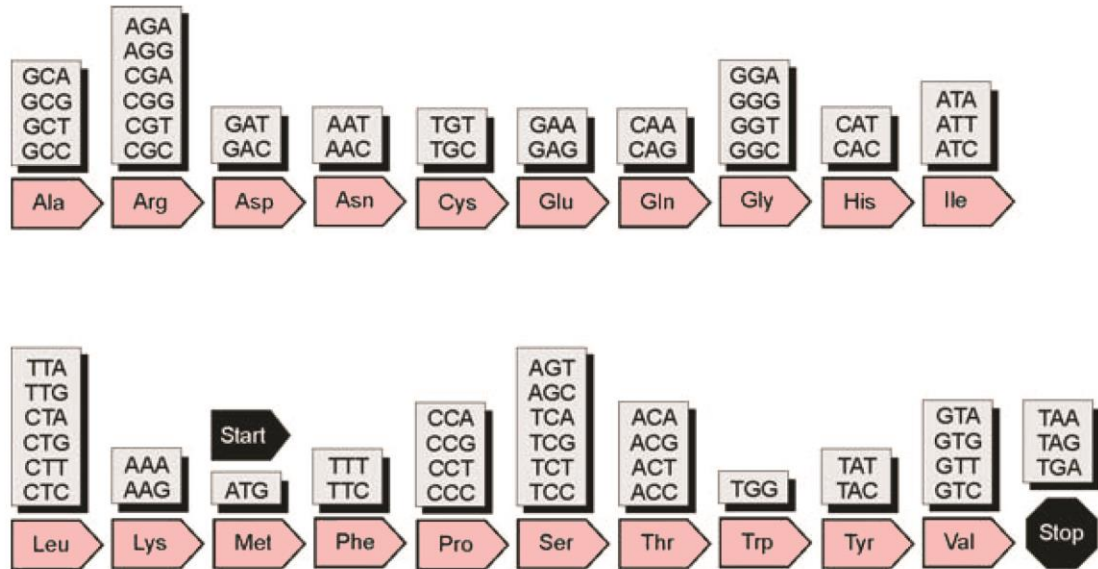 GCA
GCG
GCT
GCC
Ala
AGA
AGG
CGA
CGG
CGT
CGC
Arg
GAT
GAC
Asp
AAT
AAC
Asn
TGT
TGC
Cys
GAA
GAG
Glu
CAA
CAG
Gln
GGA
GGG
GGT
GGC
Gly
CAT
CAC
His
ATA
ATT
ATC
Ile
TTA
TTG
CTA
CTG
CTT
CTC
Leu
AAA
AAG
Lys
Start
ATG
Met
TTT
TTC
Phe
CCA
CCG
CCT
CCC
Pro
AGT
AGC
TCA
TCG
TCT
TCC
Ser
ACA
ACG
ACT
ACC
Thr
TGG
Trp
TAT
TAC
Tyr
GTA
GTG
GTT
GTC
Val
TAA
TAG
TGA
Stop